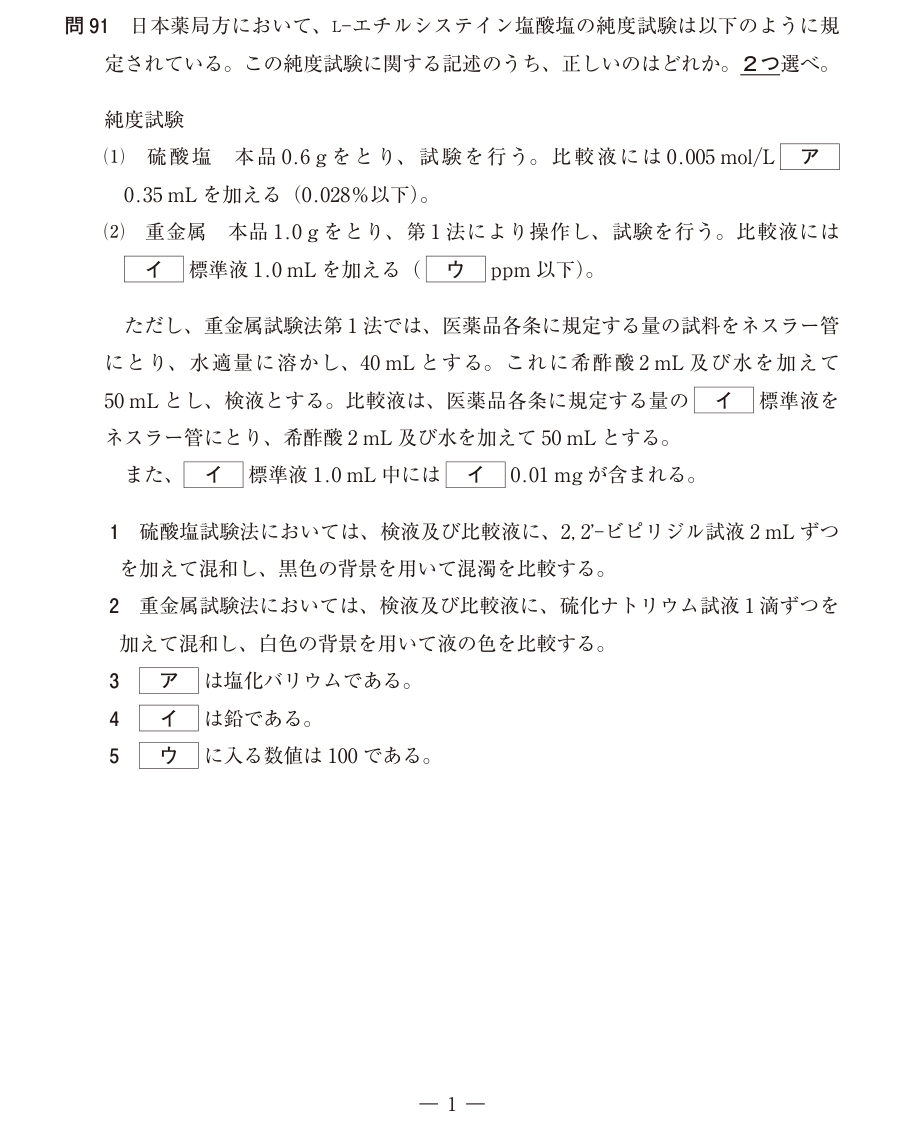 問91 日本薬局方において、L-エチルシステイン塩酸塩の純度試験は以下のように規
定されている。この純度試験に関する記述のうち、正しいのはどれか。2つ選べ。
純度試験
⑴ 硫酸塩 本品0.6gをとり、試験を行う。比較液には0.005 mol/L ア
0.35 mLを加える（0.028%以下）。
⑵ 重金属 本品1.0gをとり、第1法により操作し、試験を行う。比較液には
イ 標準液1.0 mLを加える（ ウ ppm以下）。
ただし、重金属試験法第1法では、医薬品各条に規定する量の試料をネスラー管
にとり、水適量に溶かし、40 mLとする。これに希酢酸2 mL及び水を加えて
50 mLとし、検液とする。比較液は、医薬品各条に規定する量の イ 標準液を
ネスラー管にとり、希酢酸2 mL及び水を加えて50 mLとする。
また、 イ 標準液1.0 mL中には イ 0.01 mgが含まれる。
1 硫酸塩試験法においては、検液及び比較液に、2,2'-ビピリジル試液2 mLずつ
を加えて混和し、黒色の背景を用いて混濁を比較する。
2 重金属試験法においては、検液及び比較液に、硫化ナトリウム試液1滴ずつを
加えて混和し、白色の背景を用いて液の色を比較する。
3 ア は塩化バリウムである。
4 イ は鉛である。
5 ウ に入る数値は100である。
— 1 —